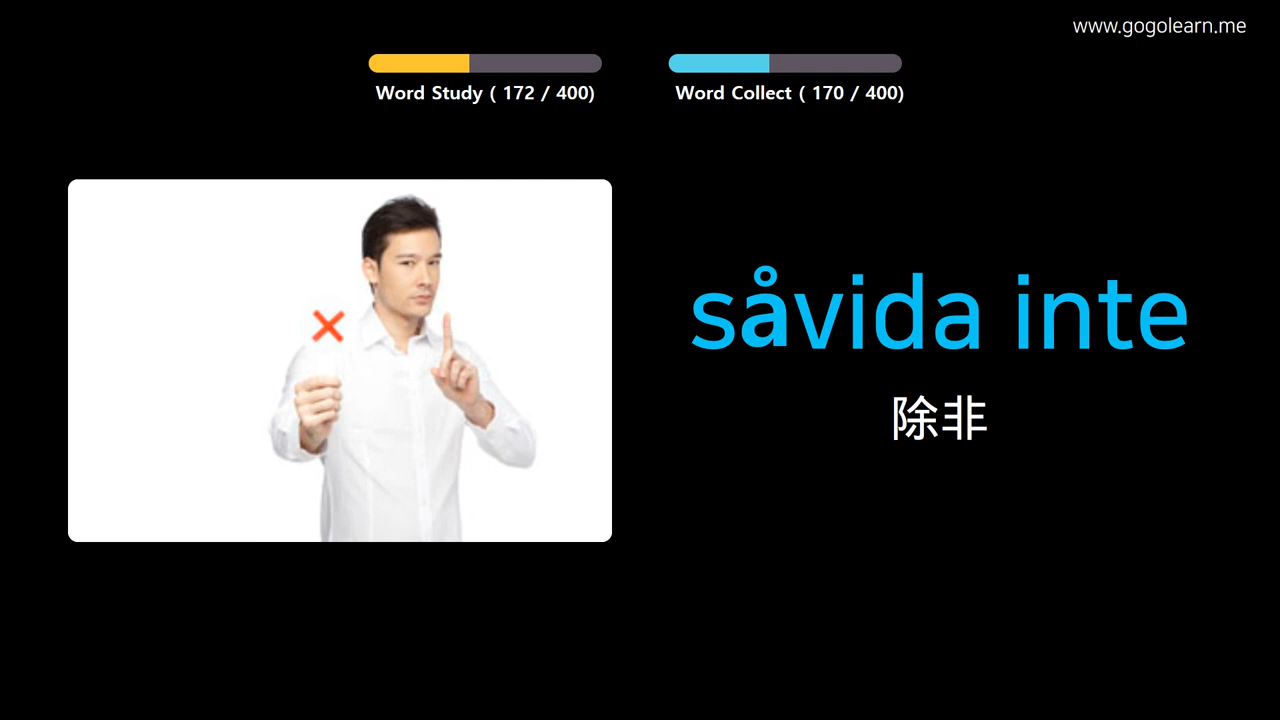 www.gogolearn.me
Word Study ( 172 / 400)
Word Collect ( 170 / 400)
såvida inte
除非